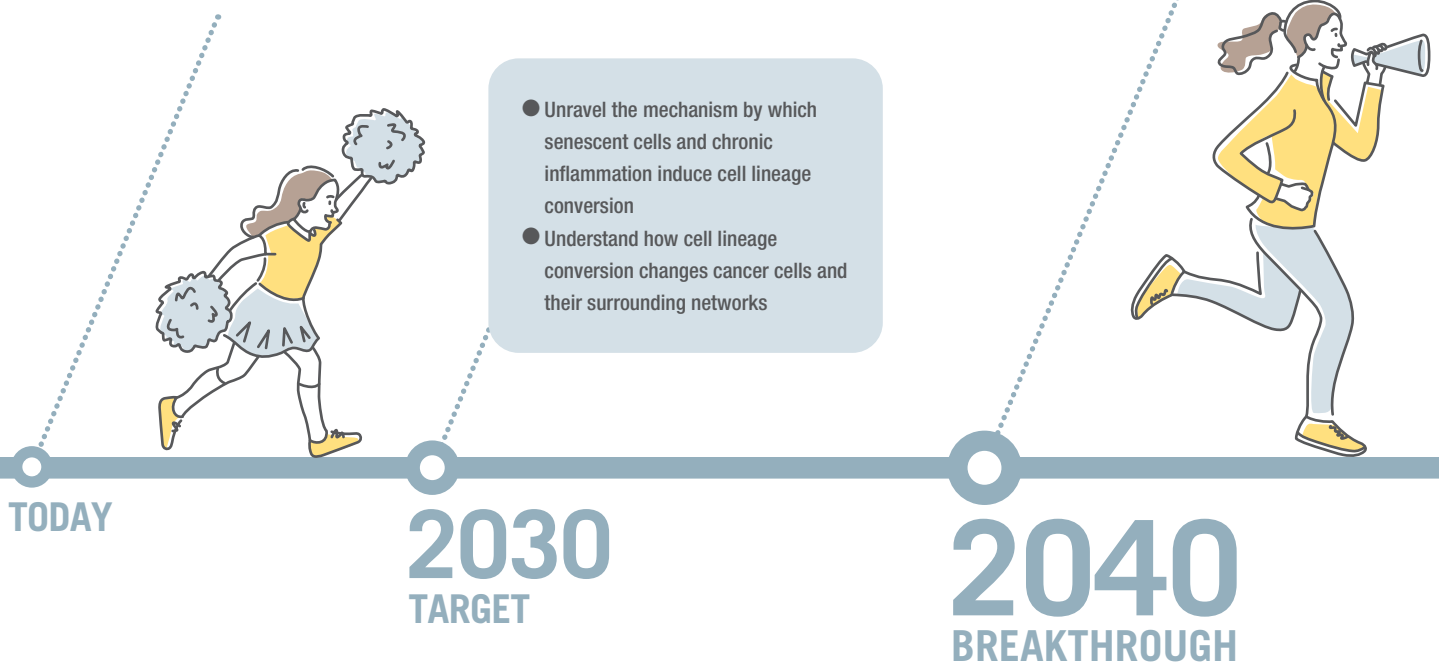 ● Unravel the mechanism by which
senescent cells and chronic
inflammation induce cell lineage
conversion
● Understand how cell lineage
conversion changes cancer cells and
their surrounding networks
TODAY
2030
TARGET
2040
BREAKTHROUGH